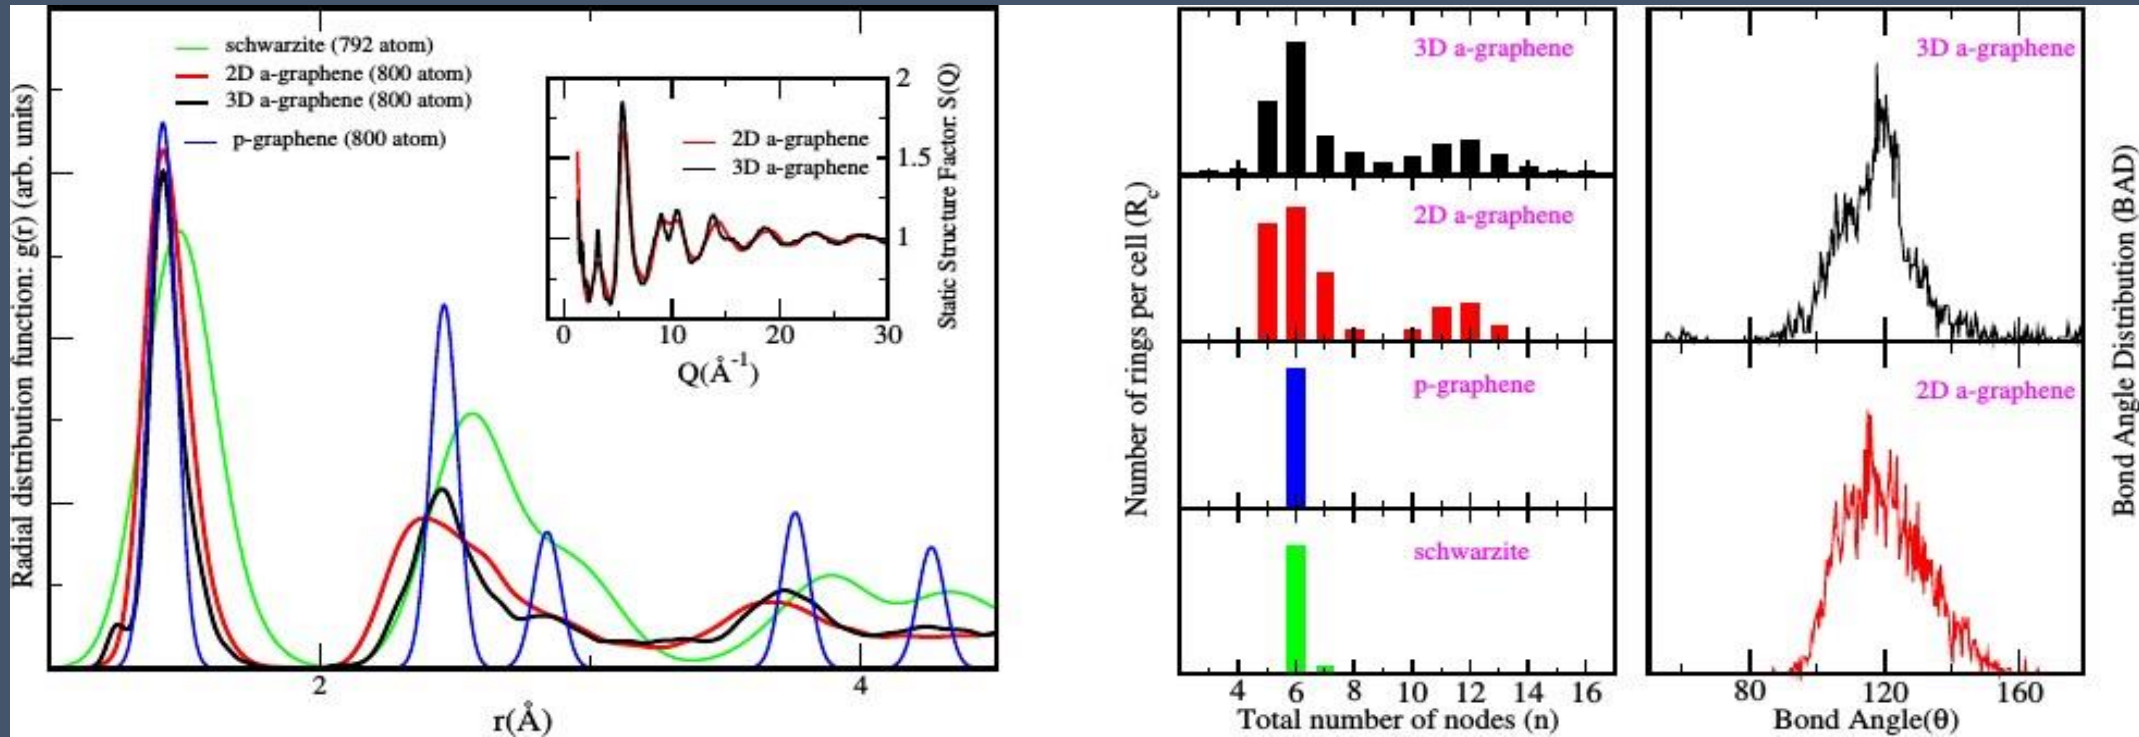 Radial distribution function: g(r) (arb. units)
schwarzite (792 atom)
2D a-graphene (800 atom)
3D a-graphene (800 atom)
p-graphene (800 atom)
2D a-graphene
3D a-graphene
2
1.5
1
Static Structure Factor: S(Q)
0 10 20 30
Q(Å-1)
2 4
r(Å)
Number of rings per cell (Rc)
3D a-graphene
2D a-graphene
p-graphene
schwarzite
4 6 8 10 12 14 16
Total number of nodes (n)
3D a-graphene
2D a-graphene
80 120 160
Bond Angle(θ)
Bond Angle Distribution (BAD)